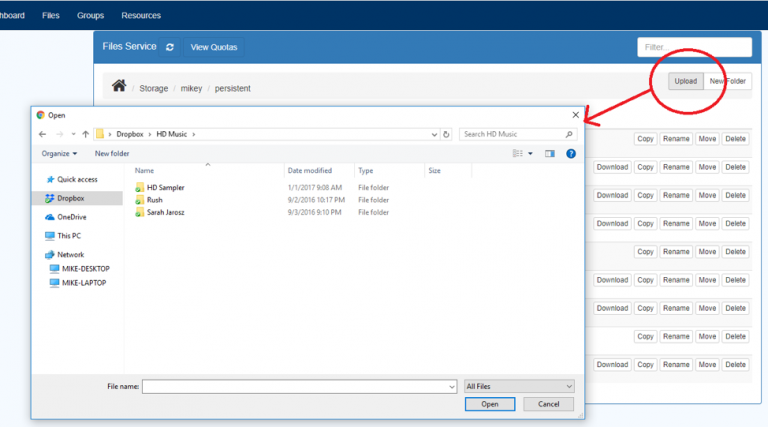 hboard Files Groups Resources
Files Service View Quotas Filter...
/ Storage / mikey / persistent Upload New Folder
Open
Dropbox > HD Music > Search HD Music
Organize New folder
Name Date modified Type Size
Quick access
Dropbox
OneDrive
This PC
Network
MIKE-DESKTOP
MIKE-LAPTOP
HD Sampler 1/1/2017 9:08 AM File folder
Rush 9/2/2016 10:17 PM File folder
Sarah Jarosz 9/3/2016 9:10 PM File folder
File name: All Files
Open Cancel
Copy Rename Move Delete
Download Copy Rename Move Delete
Download Copy Rename Move Delete
Download Copy Rename Move Delete
Copy Rename Move Delete
Download Copy Rename Move Delete
Download Copy Rename Move Delete
Copy Rename Move Delete
Download Copy Rename Move Delete